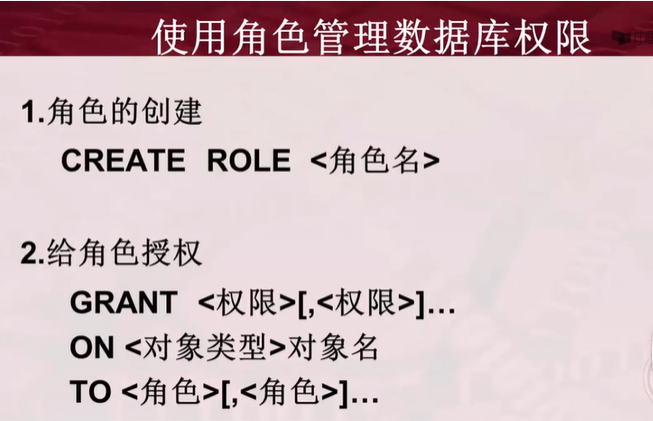 使用角色管理数据库权限
1.角色的创建
CREATE ROLE <角色名>
2.给角色授权
GRANT <权限>[,<权限>]…
ON <对象类型>对象名
TO <角色>[,<角色>]…